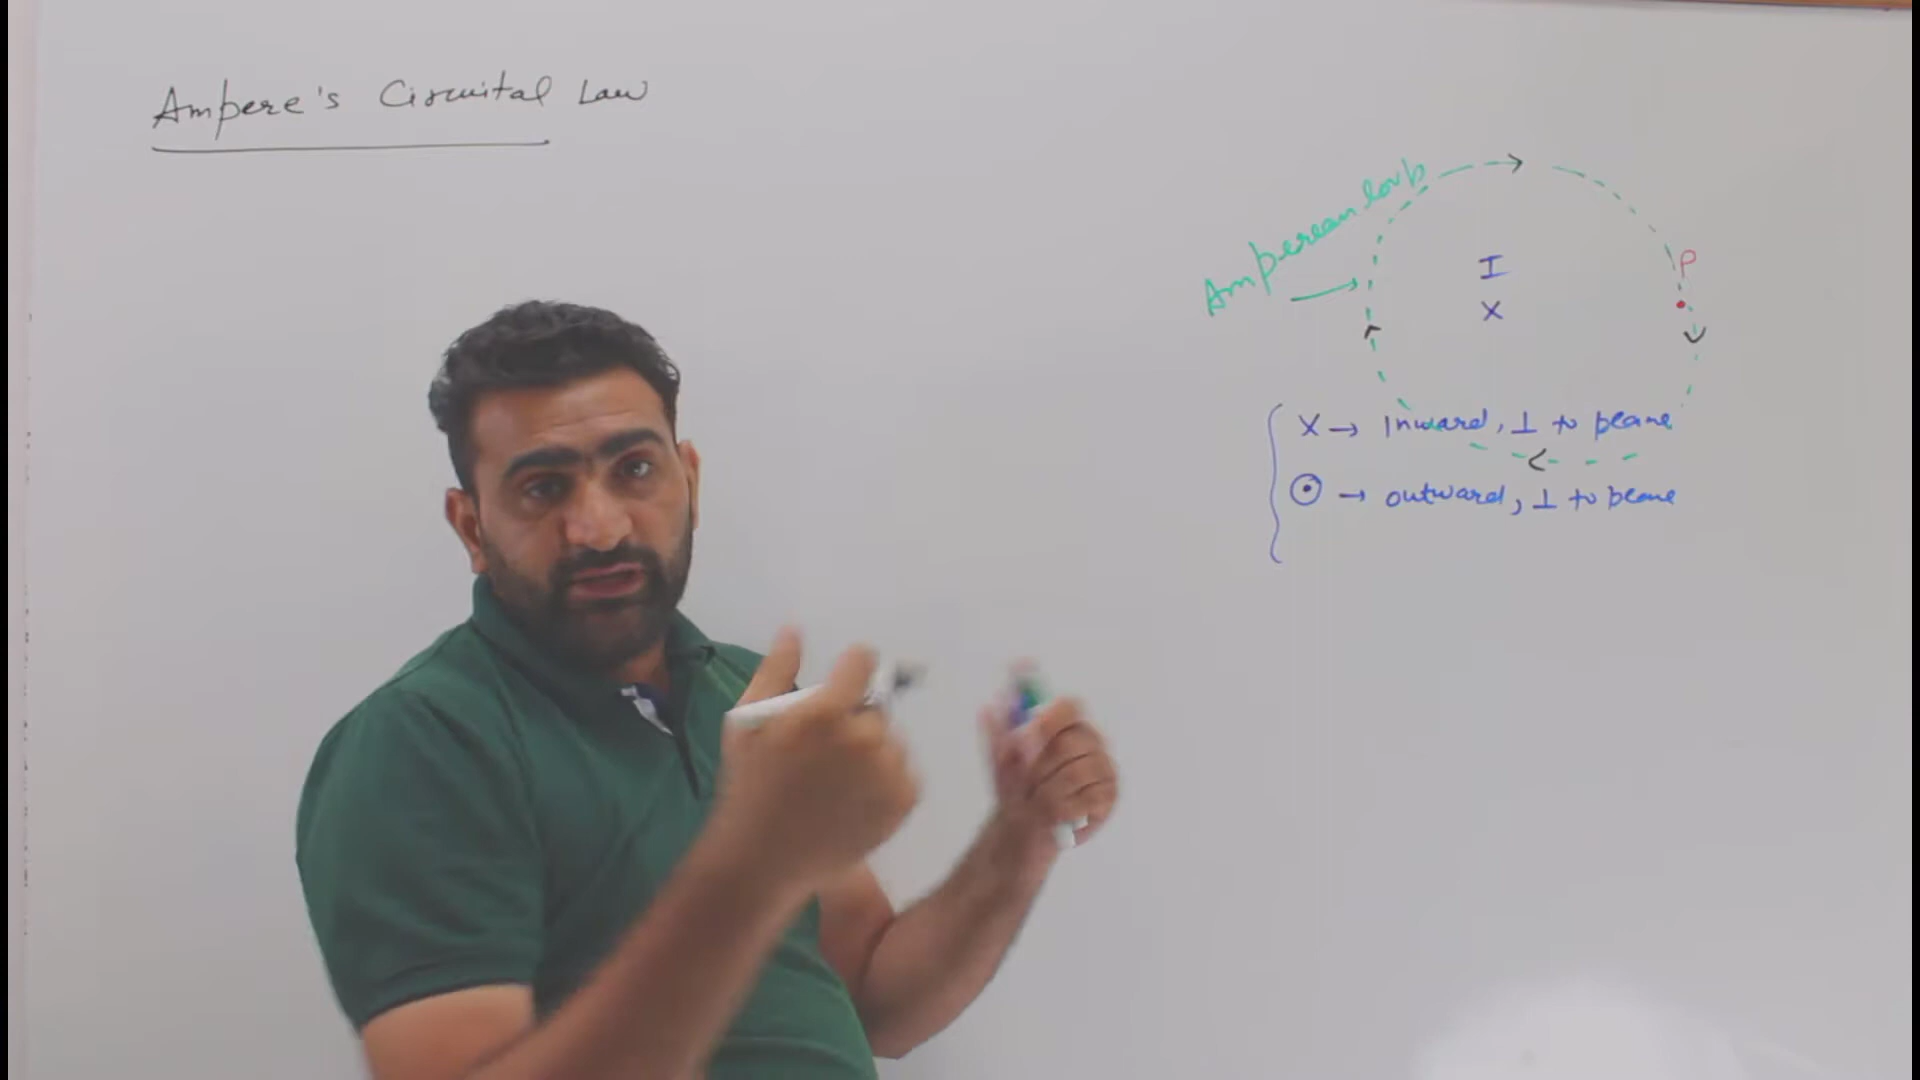 Ampere's Circuital Law
Amperean loop
I
X
P
X → Inward, ⊥ to plane
⊙ → outward, ⊥ to plane